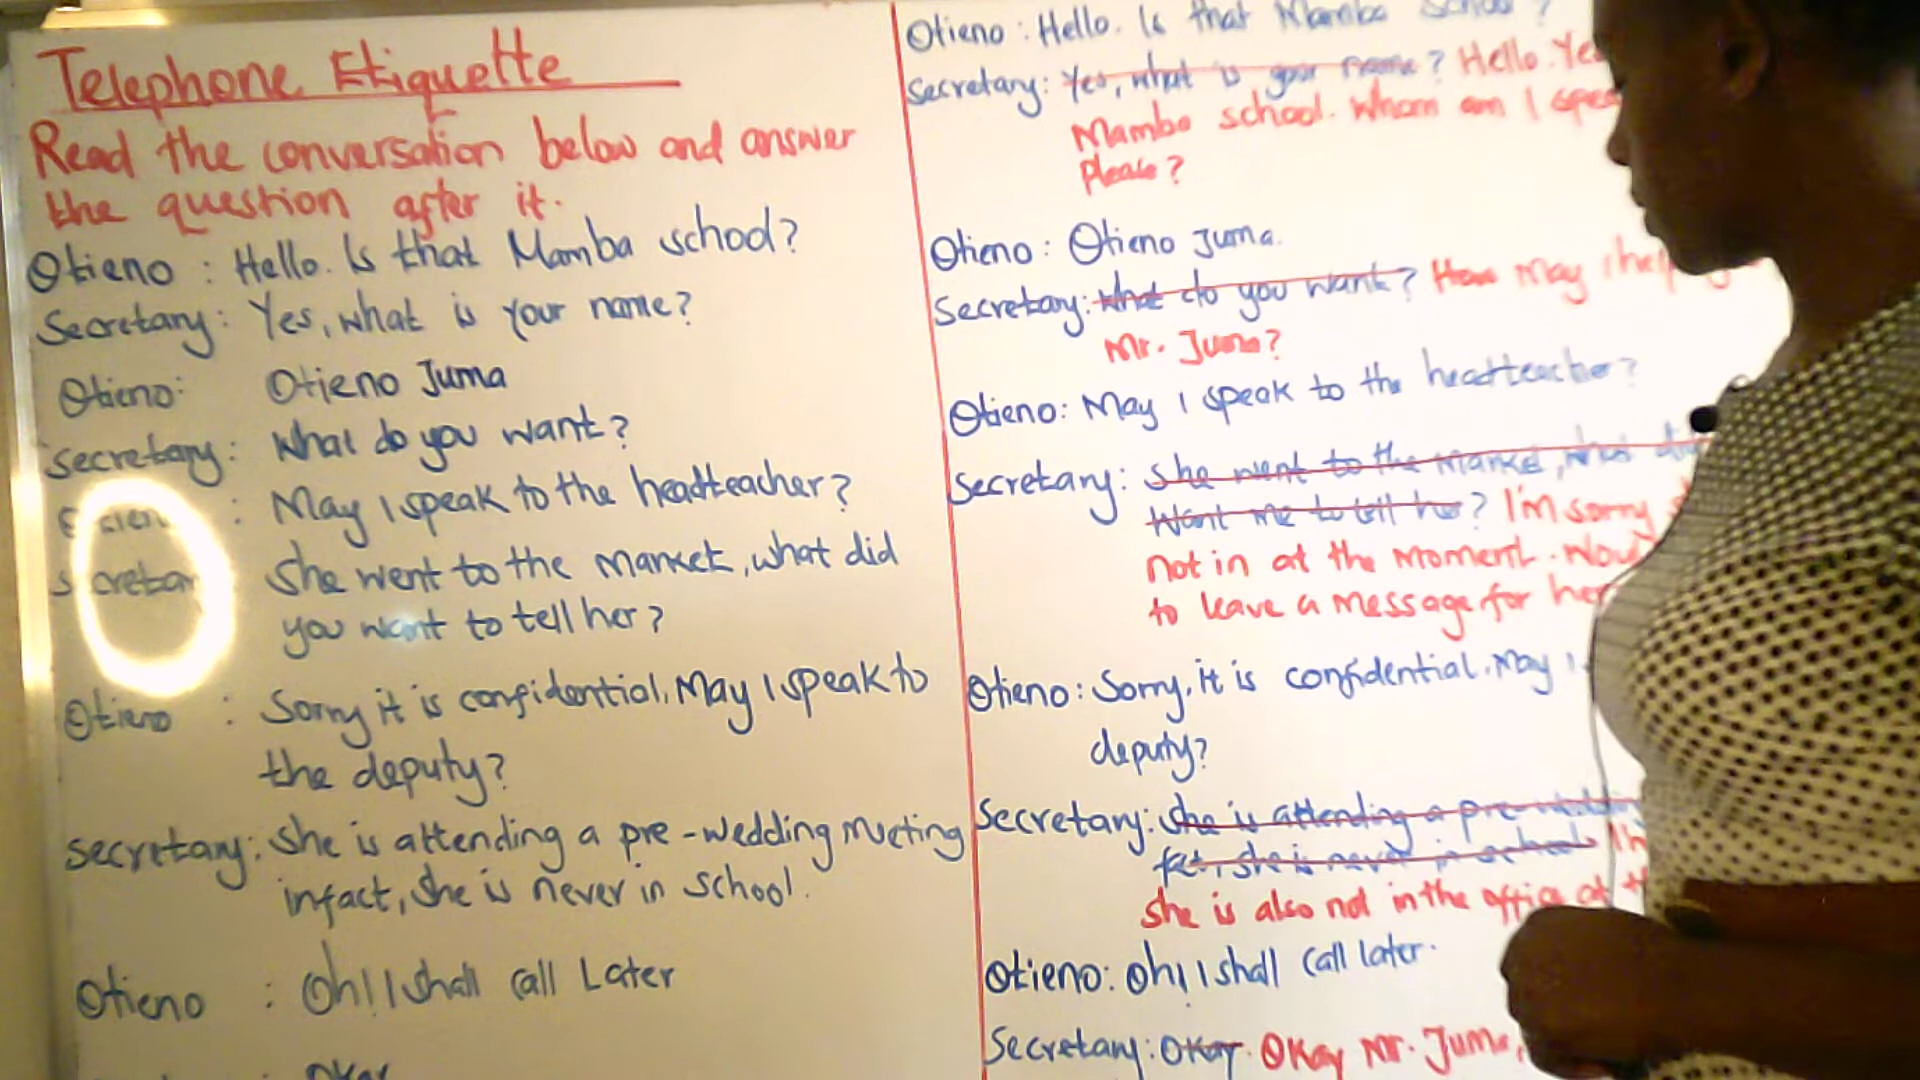 Telephone Etiquette
Read the conversation below and answer
the question after it.
Otieno : Hello. Is that Mamba school?
Secretary: Yes, what is your name?
Otieno: Otieno Juma
Secretary: What do you want?
: May I speak to the headteacher?
She went to the market, what did
you want to tell her?
Otieno : Sorry it is confidential. May I speak to
the deputy?
Secretary: She is attending a pre-wedding meeting
infact, she is never in school.
Otieno : Oh! I shall call Later
Okay
Otieno: Hello. Is that Mamba School?
Secretary: Yes, what is your name? Hello. Yes
Mamba school. Whom am I
Please?
Otieno: Otieno Juma.
Secretary: What do you want? How May I help
Mr. Juma?
Otieno: May I speak to the headteacher?
Secretary: She went to the market, what did
want me to tell her? I'm sorry
not in at the moment.
to leave a message for her
Otieno: Sorry, it is confidential. May I
deputy?
Secretary: She is attending a pre-wedding
fact, she is never in school.
She is also not in the office at
Otieno: Oh! I shall call later.
Secretary: Okay. Okay Mr. Juma,